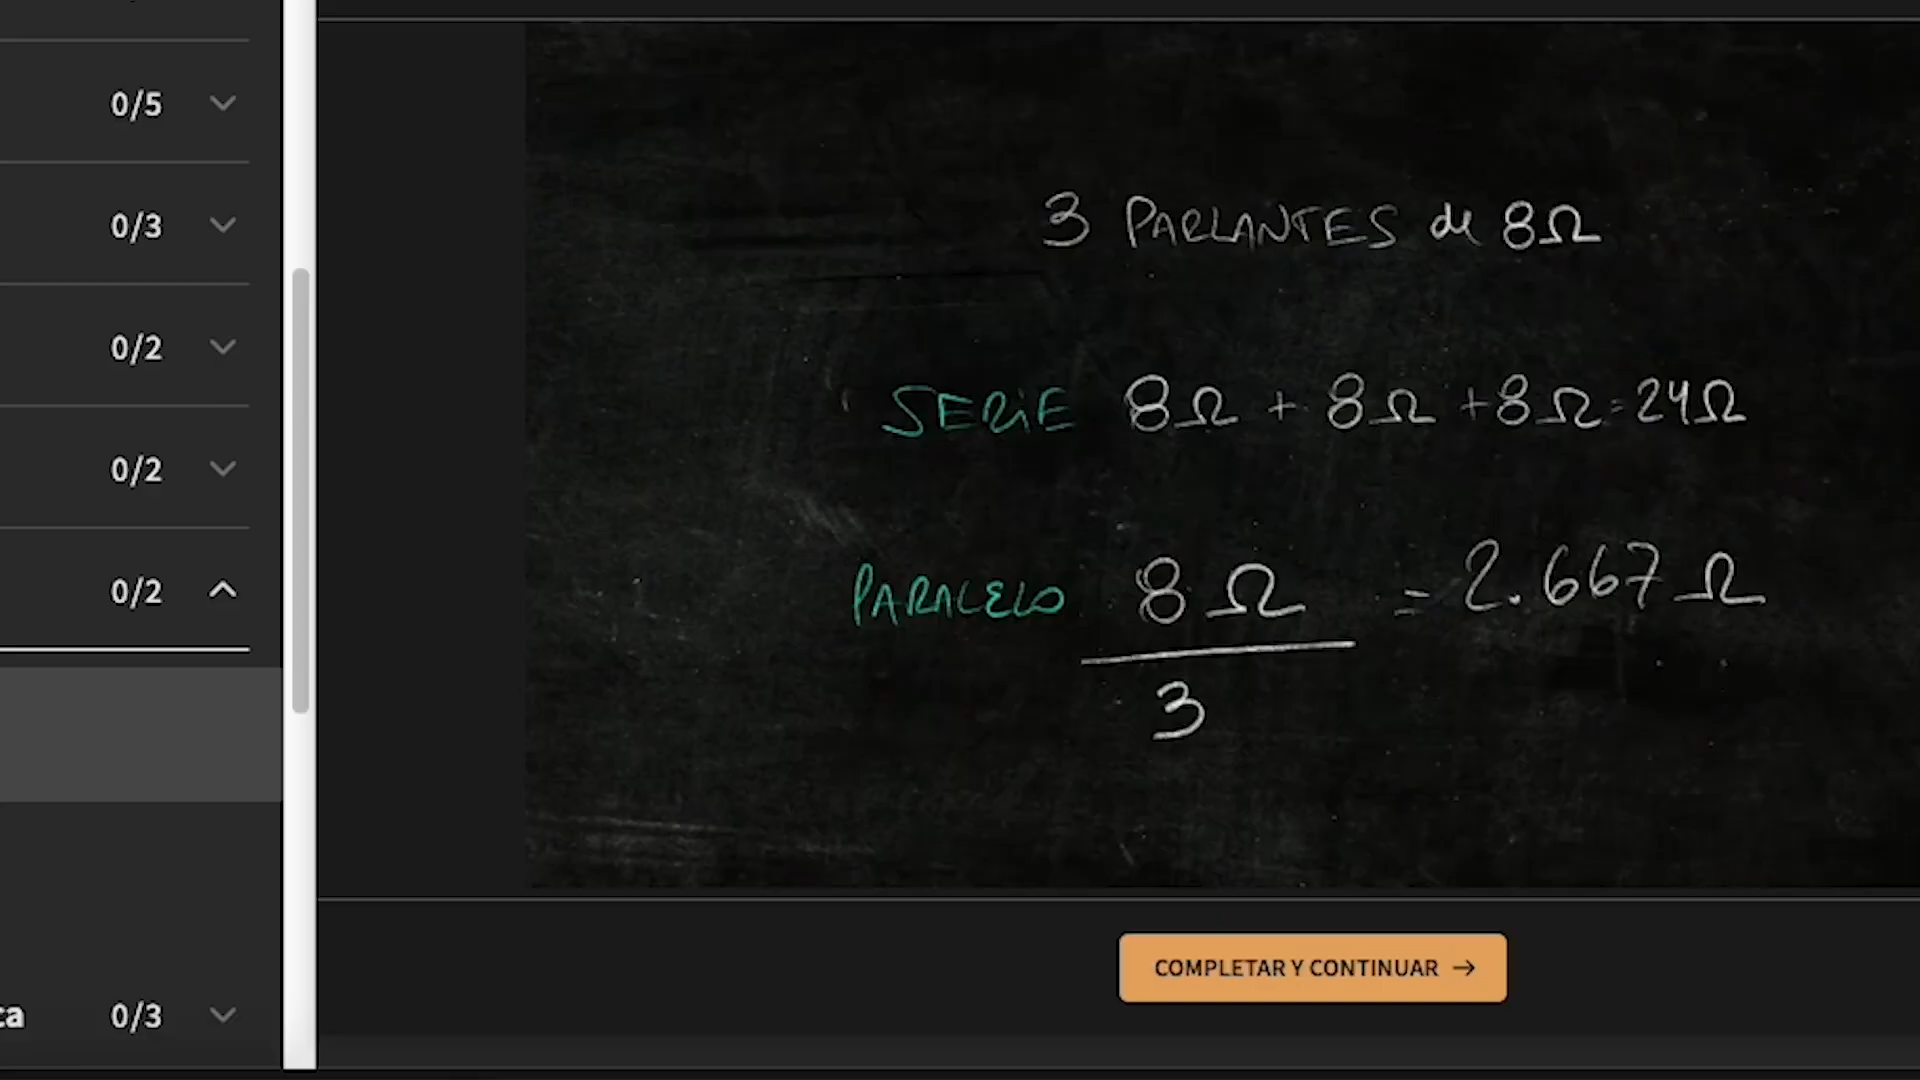 0/5
0/3
0/2
0/2
0/2
ca 0/3
3 PARLANTES de 8Ω
SERIE 8Ω + 8Ω + 8Ω = 24Ω
PARALELO 8Ω = 2.667Ω
3
COMPLETAR Y CONTINUAR →